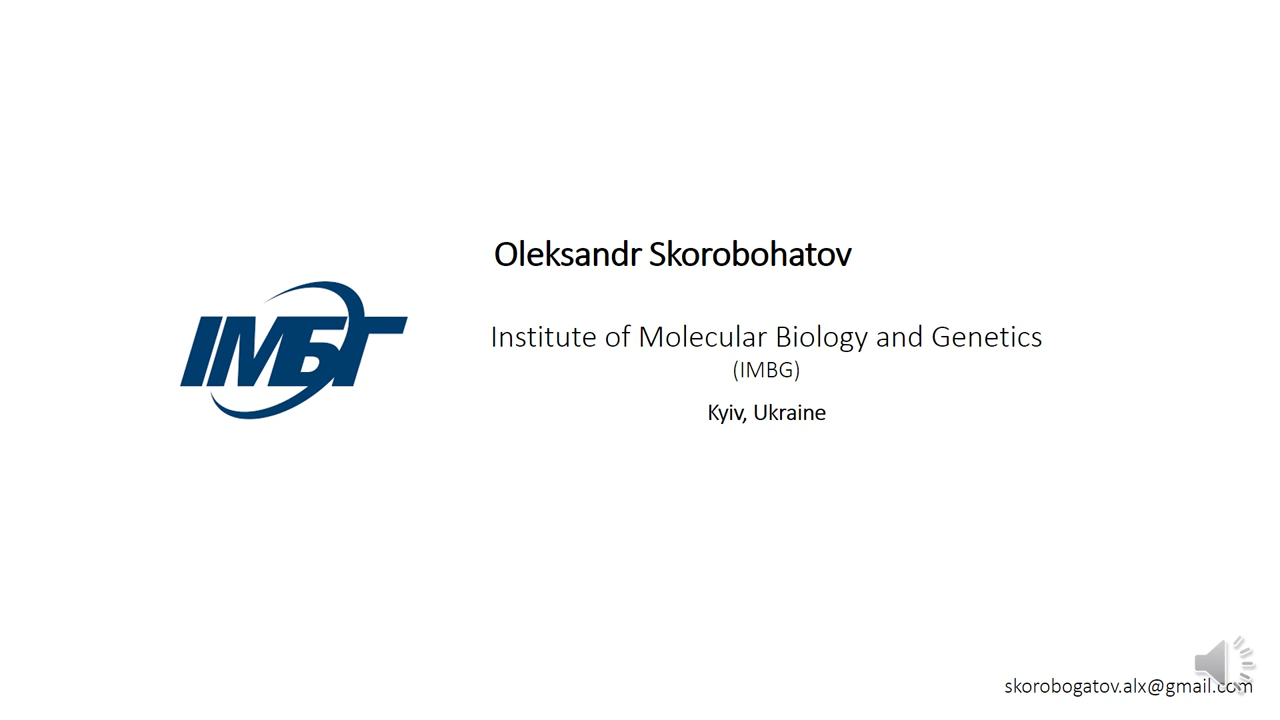 Oleksandr Skorobohatov
ІМБГ
Institute of Molecular Biology and Genetics
(IMBG)
Kyiv, Ukraine
skorobogatov.alx@gmail.com